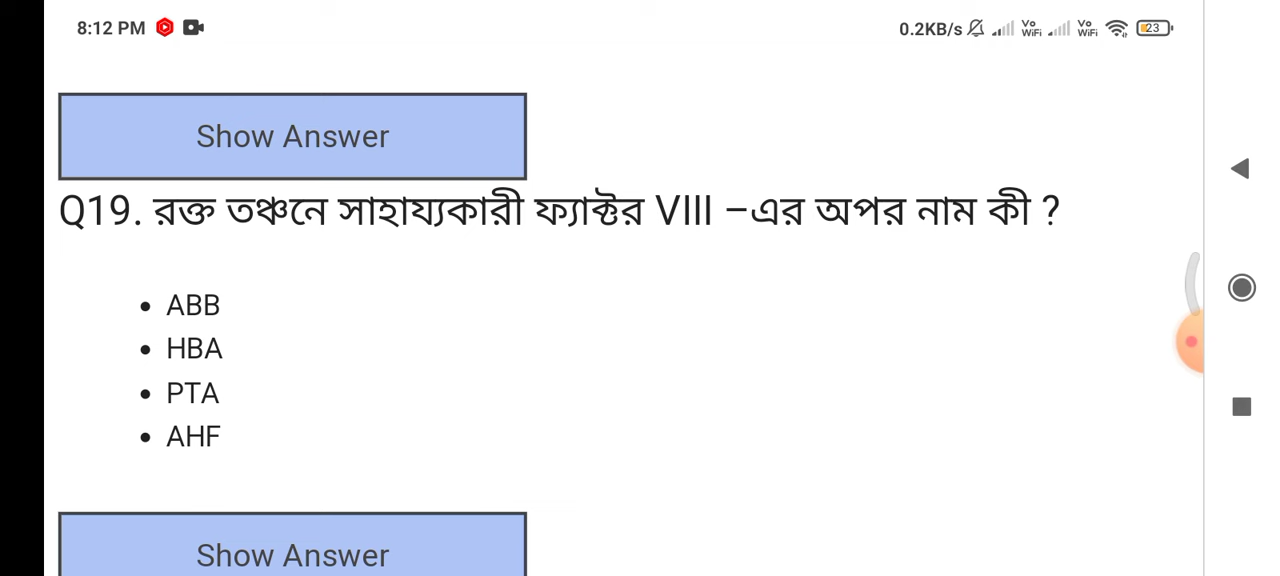 8:12 PM 0.2KB/s Vo WiFi Vo WiFi 23
Show Answer
Q19. রক্ত তঞ্চনে সাহায্যকারী ফ্যাক্টর VIII –এর অপর নাম কী ?
• ABB
• HBA
• PTA
• AHF
Show Answer